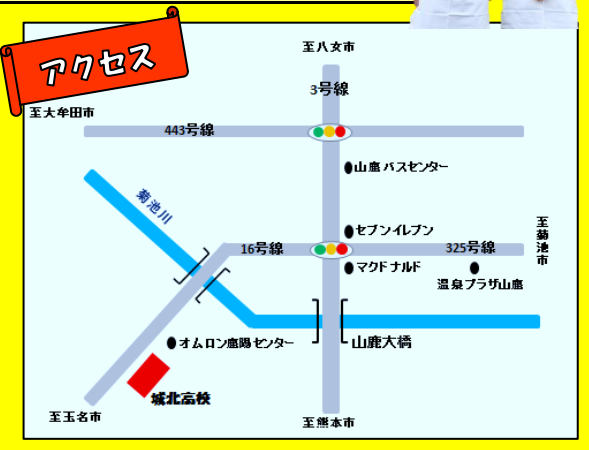 アクセス
至八女市
3号線
至大牟田市
443号線
山鹿バスセンター
菊池川
セブンイレブン
至菊池市
16号線
325号線
マクドナルド
温泉プラザ山鹿
オムロン鹿陽センター
山鹿大橋
城北高校
至玉名市
至熊本市